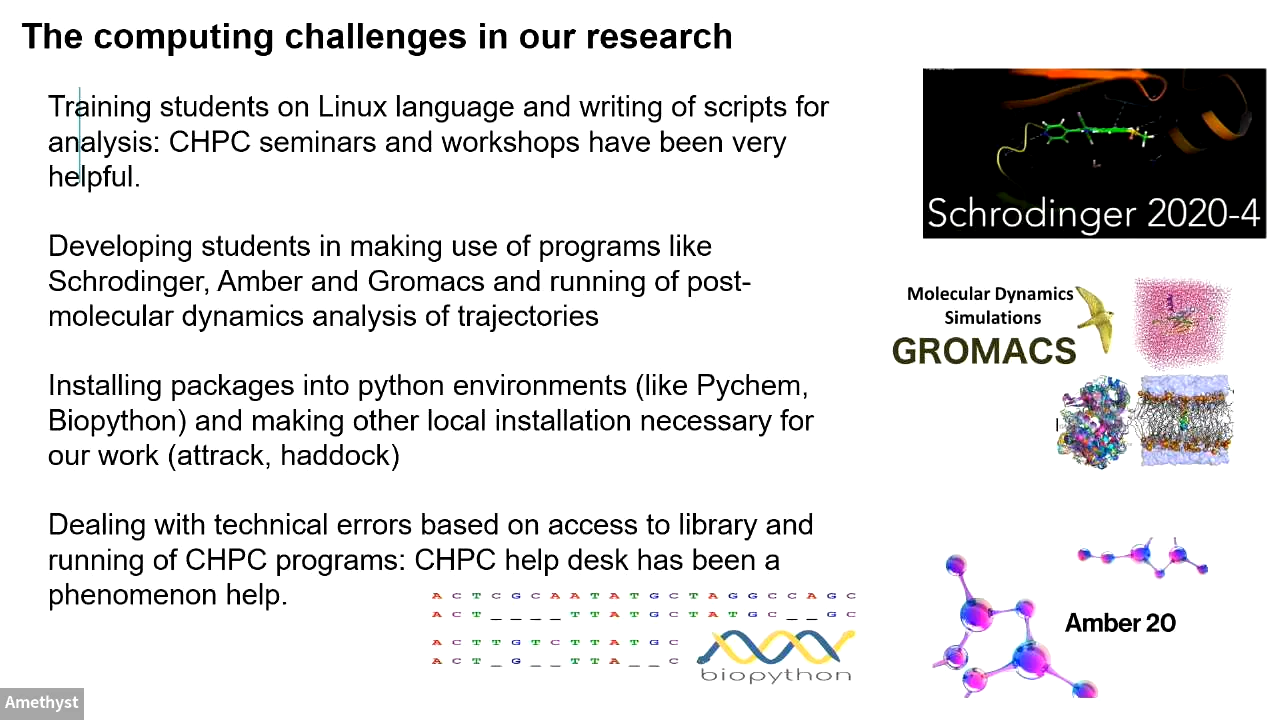 The computing challenges in our research
Training students on Linux language and writing of scripts for
analysis: CHPC seminars and workshops have been very
helpful.
Developing students in making use of programs like
Schrodinger, Amber and Gromacs and running of post-
molecular dynamics analysis of trajectories
Installing packages into python environments (like Pychem,
Biopython) and making other local installation necessary for
our work (attrack, haddock)
Dealing with technical errors based on access to library and
running of CHPC programs: CHPC help desk has been a
phenomenon help.
Schrodinger 2020-4
Molecular Dynamics
Simulations
GROMACS
Amber 20
A C T C G C A A T A T G C T A G G C C A G C
A C T _ _ _ _ T T A T G C T A T G C _ _ G C
A C T T G T C T T A T G C
A C T _ G _ _ T T A _ _ C
biopython
Amethyst